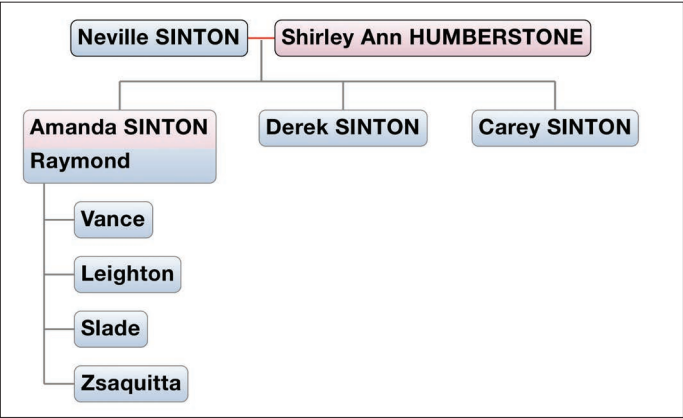 Neville SINTON
Shirley Ann HUMBERSTONE
Amanda SINTON
Raymond
Derek SINTON
Carey SINTON
Vance
Leighton
Slade
Zsaquitta